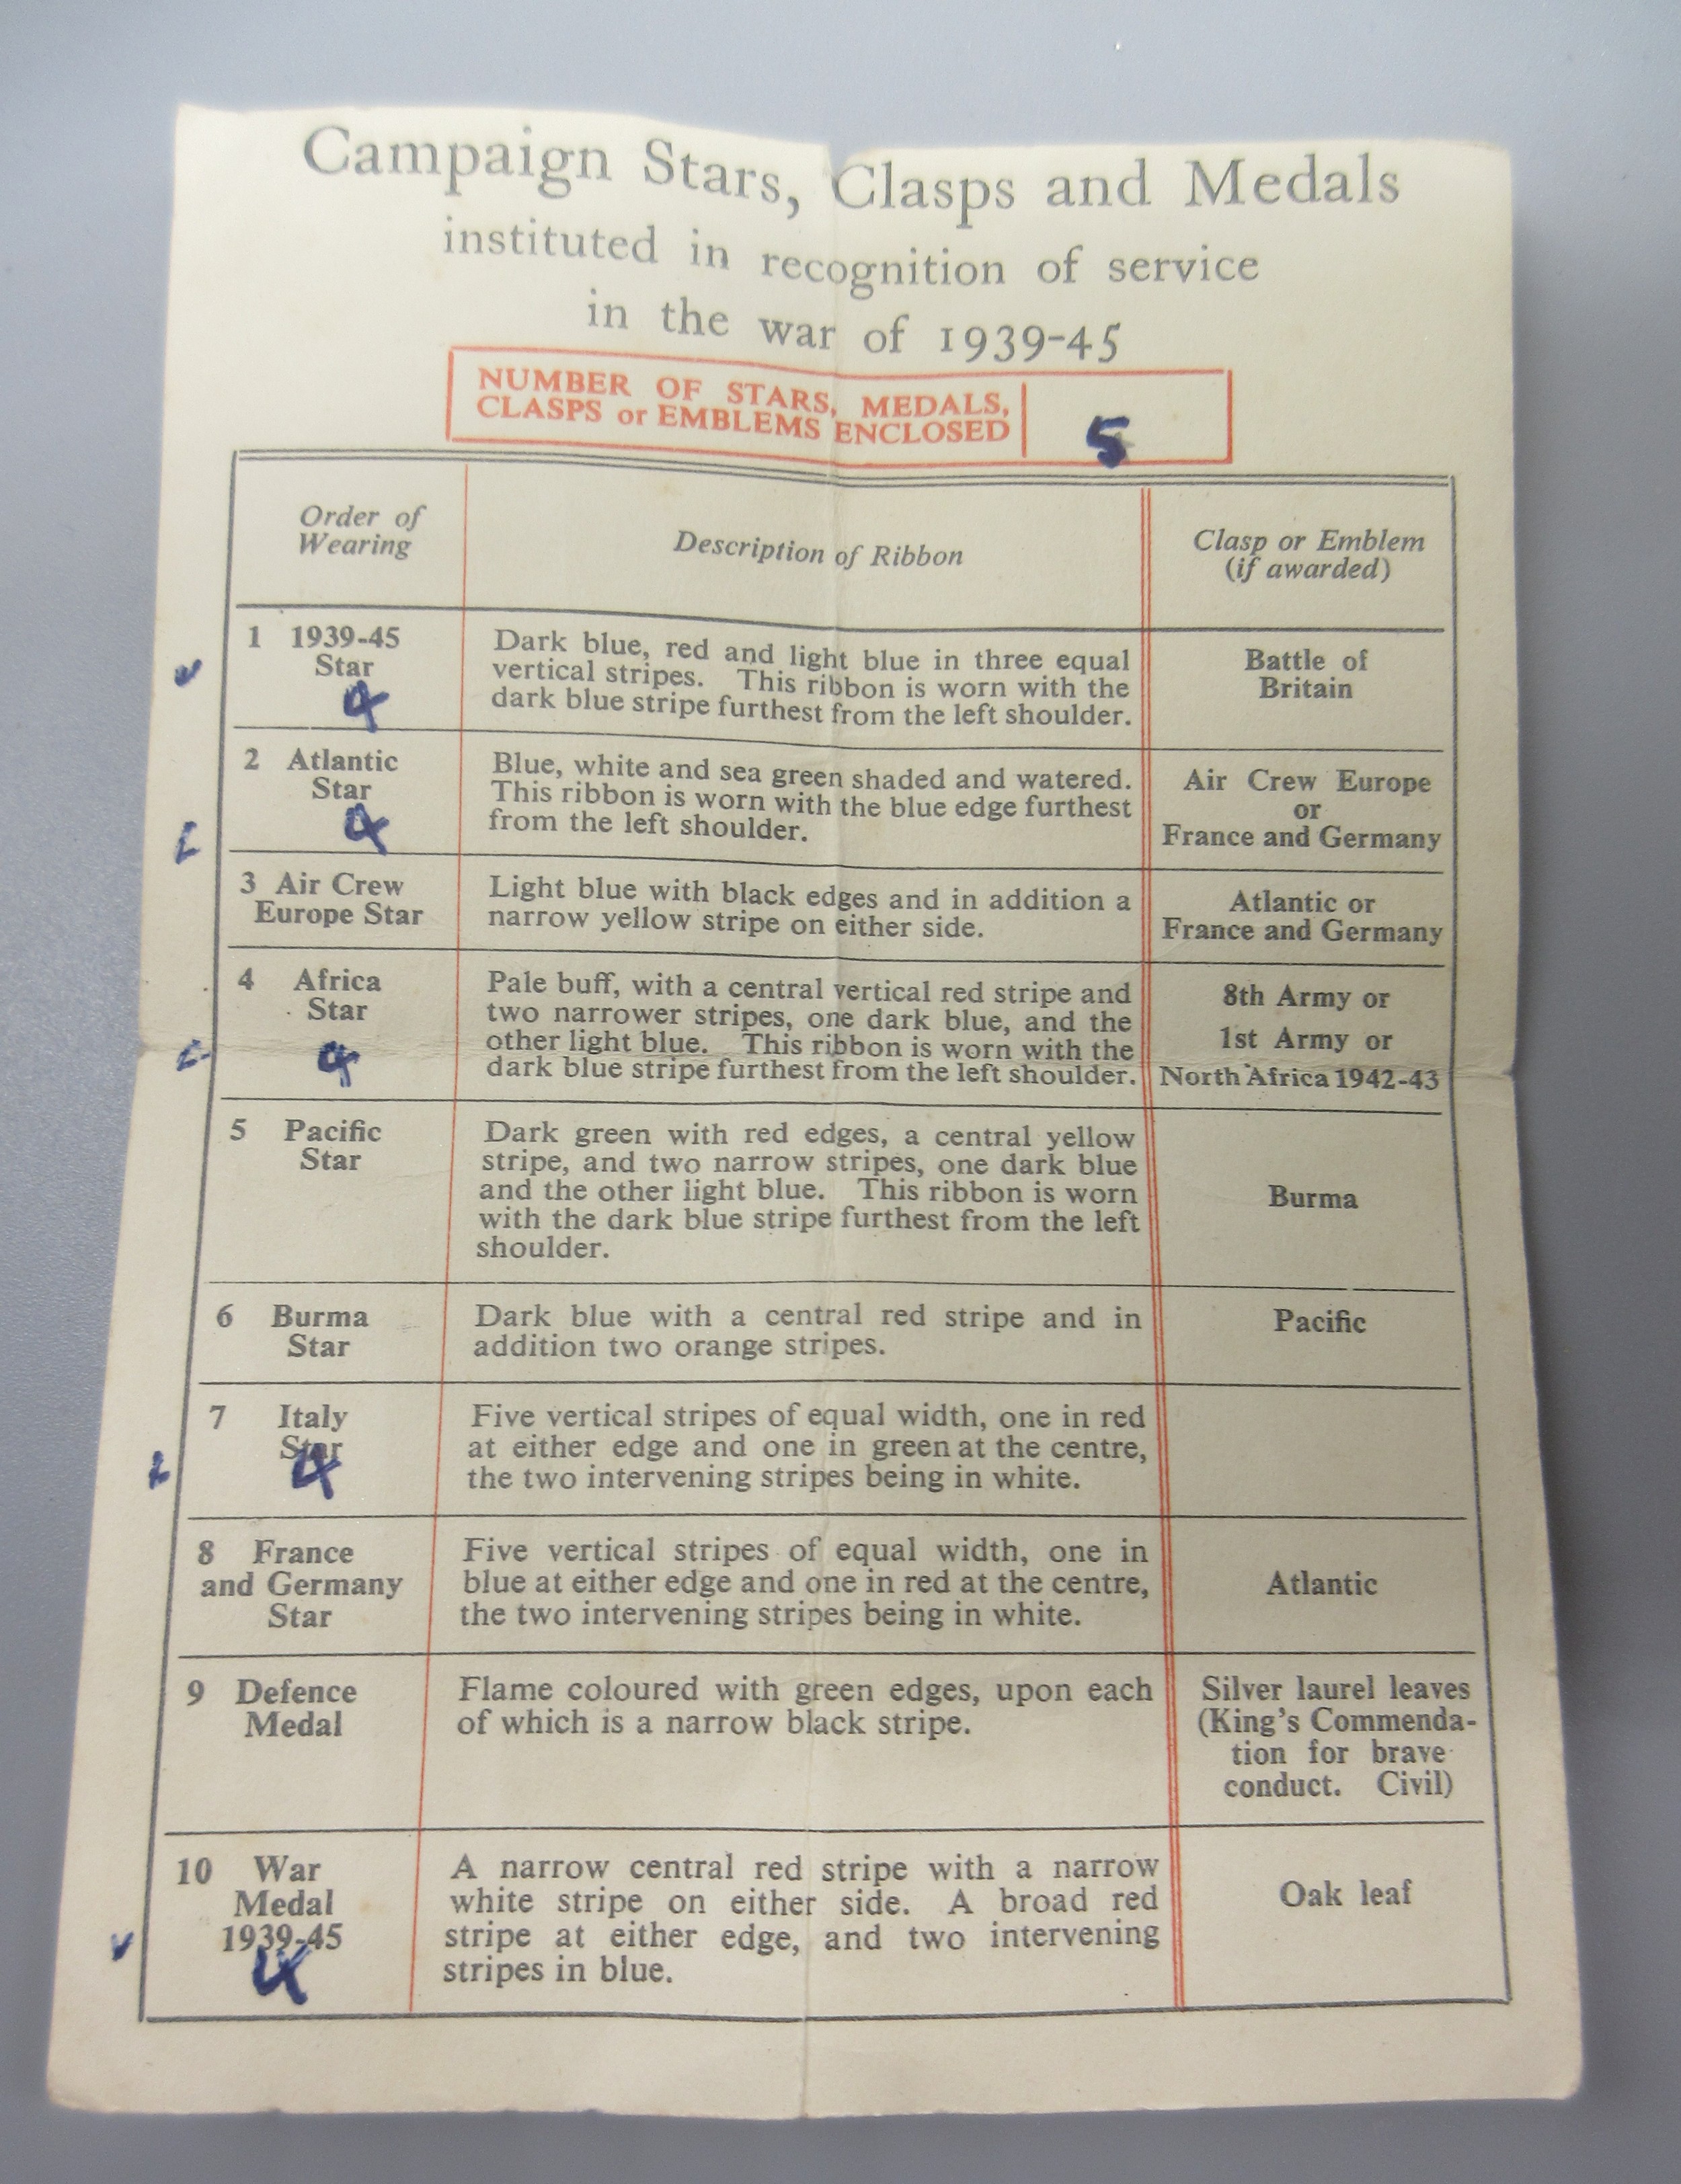 Campaign Stars, Clasps and Medals
instituted in recognition of service
in the war of 1939-45
NUMBER OF STARS, MEDALS,
CLASPS or EMBLEMS ENCLOSED
5
Order of
Wearing
Description of Ribbon
Clasp or Emblem
(if awarded)
1 1939-45
Star
4
Dark blue, red and light blue in three equal
vertical stripes. This ribbon is worn with the
dark blue stripe furthest from the left shoulder.
Battle of
Britain
2 Atlantic
Star
4
Blue, white and sea green shaded and watered.
This ribbon is worn with the blue edge furthest
from the left shoulder.
Air Crew Europe
or
France and Germany
3 Air Crew
Europe Star
Light blue with black edges and in addition a
narrow yellow stripe on either side.
Atlantic or
France and Germany
4 Africa
Star
4
Pale buff, with a central vertical red stripe and
two narrower stripes, one dark blue, and the
other light blue. This ribbon is worn with the
dark blue stripe furthest from the left shoulder.
8th Army or
1st Army or
North Africa 1942-43
5 Pacific
Star
Dark green with red edges, a central yellow
stripe, and two narrow stripes, one dark blue
and the other light blue. This ribbon is worn
with the dark blue stripe furthest from the left
shoulder.
Burma
6 Burma
Star
Dark blue with a central red stripe and in
addition two orange stripes.
Pacific
7 Italy
Star
4
Five vertical stripes of equal width, one in red
at either edge and one in green at the centre,
the two intervening stripes being in white.
8 France
and Germany
Star
Five vertical stripes of equal width, one in
blue at either edge and one in red at the centre,
the two intervening stripes being in white.
Atlantic
9 Defence
Medal
Flame coloured with green edges, upon each
of which is a narrow black stripe.
Silver laurel leaves
(King's Commenda-
tion for brave
conduct. Civil)
10 War
Medal
1939-45
4
A narrow central red stripe with a narrow
white stripe on either side. A broad red
stripe at either edge, and two intervening
stripes in blue.
Oak leaf